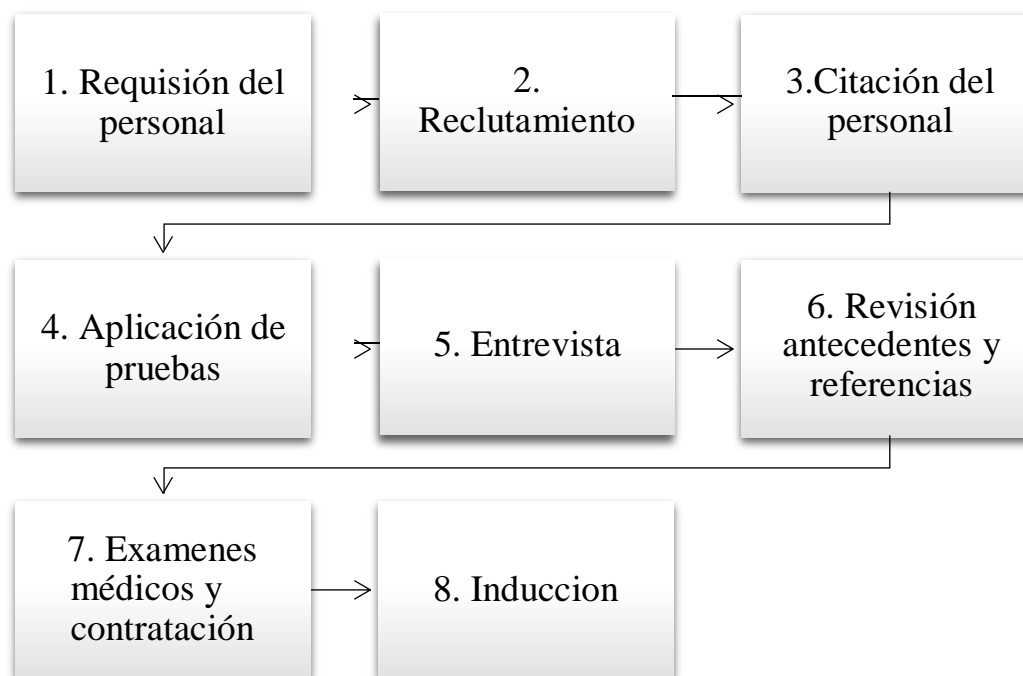 1. Requisión del
personal
2.
Reclutamiento
3.Citación del
personal
4. Aplicación de
pruebas
5. Entrevista
6. Revisión
antecedentes y
referencias
7. Examenes
médicos y
contratación
8. Induccion